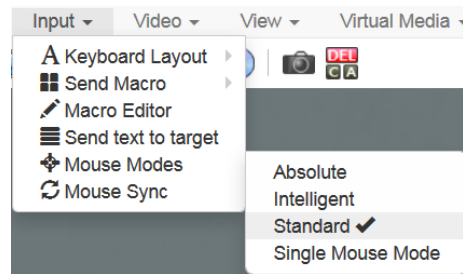 Input Video View Virtual Media
A Keyboard Layout
Send Macro
DEL
C A
Macro Editor
Send text to target
Mouse Modes
Mouse Sync
Absolute
Intelligent
Standard ✔
Single Mouse Mode